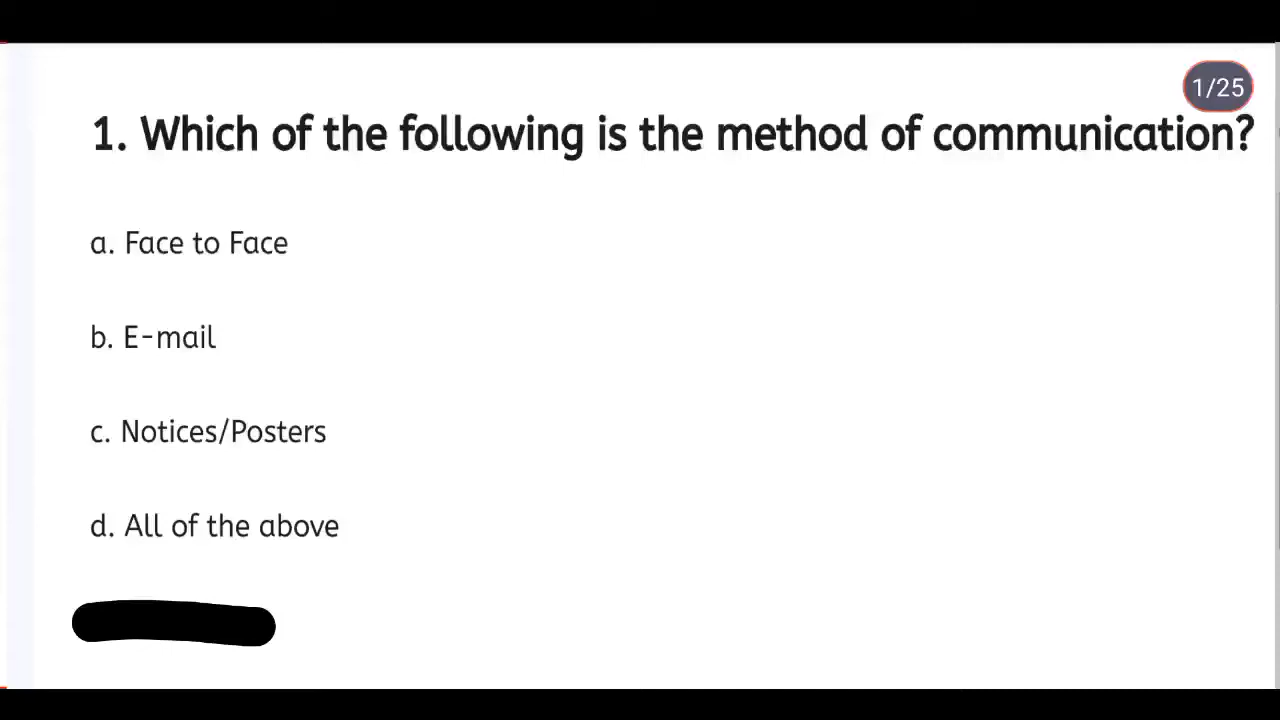 1/25
1. Which of the following is the method of communication?
a. Face to Face
b. E-mail
c. Notices/Posters
d. All of the above